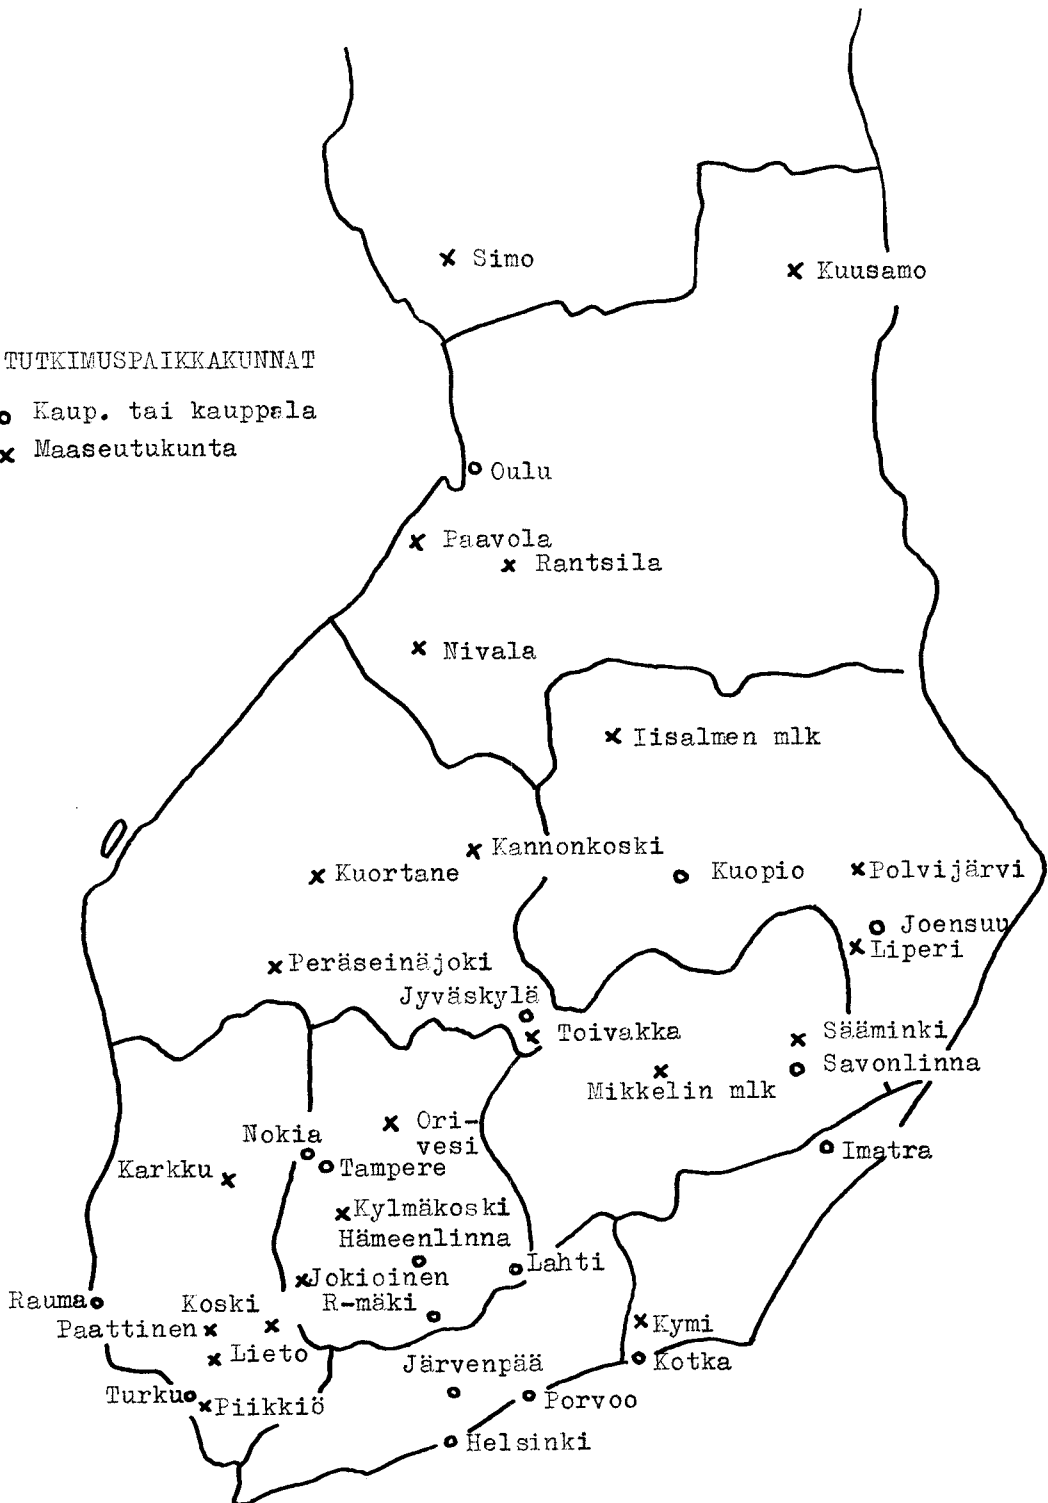 Simo
Kuusamo
TUTKIMUSPAIKKAKUNNAT
o Kaup. tai kauppala
x Maaseutukunta
Oulu
Paavola
Rantsila
Nivala
Iisalmen mlk
Kannonkoski
Kuortane
Kuopio
Polvijärvi
Joensuu
Liperi
Peräseinäjoki
Jyväskylä
Toivakka
Sääminki
Savonlinna
Mikkelin mlk
Ori-
vesi
Nokia
Tampere
Imatra
Karkku
Kylmäkoski
Hämeenlinna
Lahti
Jokioinen
Rauma
Koski
R-mäki
Paattinen
Kymi
Lieto
Järvenpää
Kotka
Turku
Piikkiö
Porvoo
Helsinki